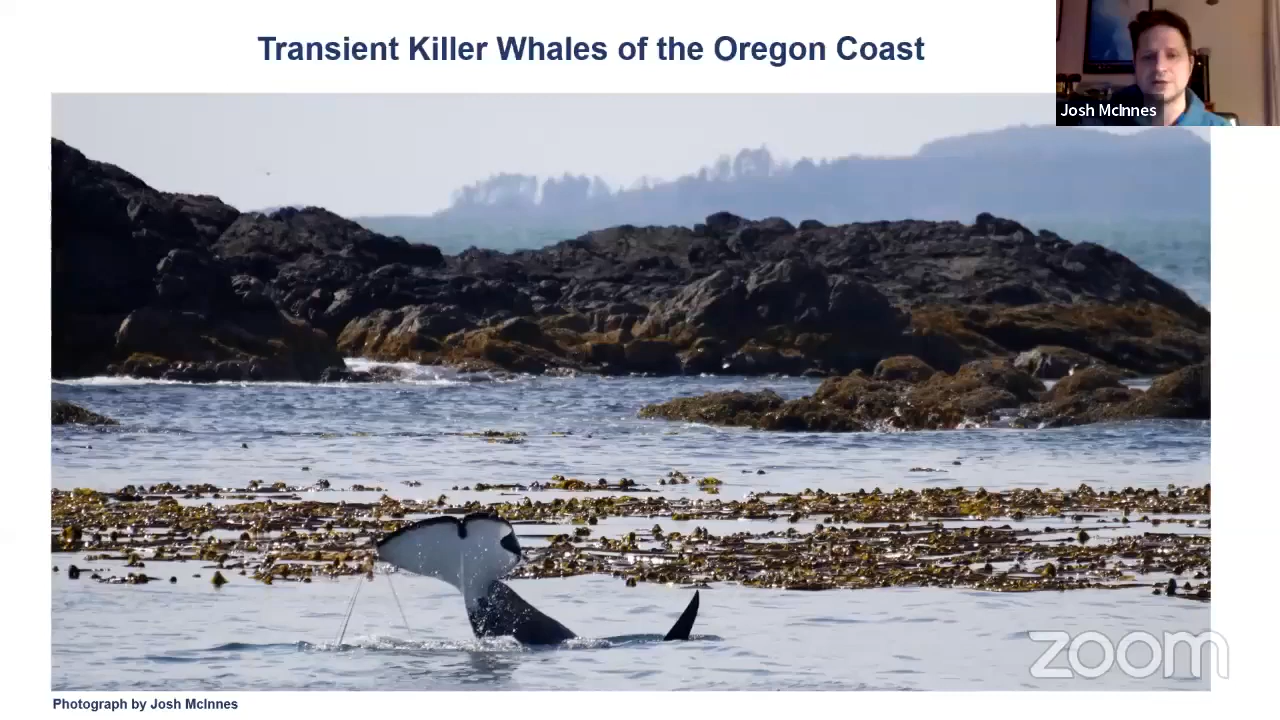 Transient Killer Whales of the Oregon Coast
Josh McInnes
zoom
Photograph by Josh McInnes